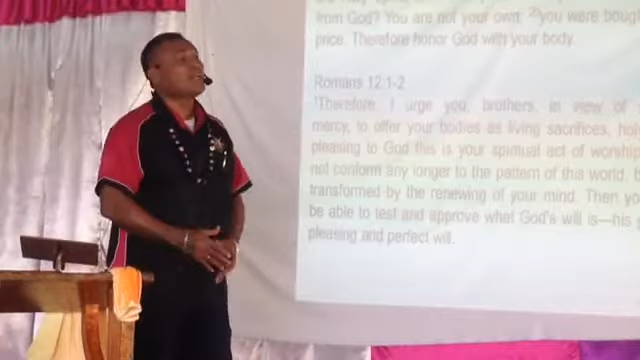 from God? You are not your own; ²⁰you were bough
price. Therefore honor God with your body.
Romans 12:1-2
¹Therefore, I urge you, brothers, in view of
mercy, to offer your bodies as living sacrifices,
pleasing to God this is your spiritual act of worship
not conform any longer to the pattern of this world,
transformed by the renewing of your mind. Then you
be able to test and approve what God's will is—his
pleasing and perfect will.